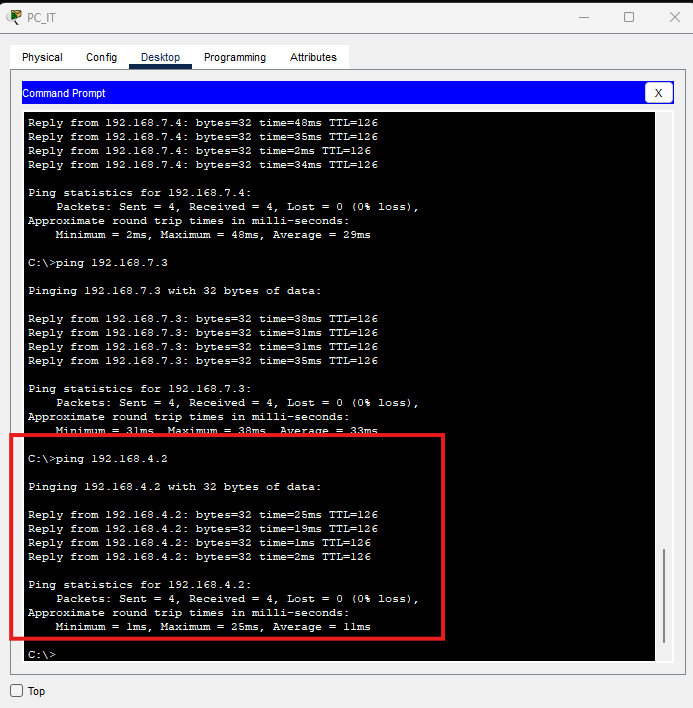 PC_IT
Physical Config Desktop Programming Attributes
Command Prompt X
Reply from 192.168.7.4: bytes=32 time=48ms TTL=126
Reply from 192.168.7.4: bytes=32 time=35ms TTL=126
Reply from 192.168.7.4: bytes=32 time=2ms TTL=126
Reply from 192.168.7.4: bytes=32 time=34ms TTL=126
Ping statistics for 192.168.7.4:
Packets: Sent = 4, Received = 4, Lost = 0 (0% loss),
Approximate round trip times in milli-seconds:
Minimum = 2ms, Maximum = 48ms, Average = 29ms
C:\>ping 192.168.7.3
Pinging 192.168.7.3 with 32 bytes of data:
Reply from 192.168.7.3: bytes=32 time=38ms TTL=126
Reply from 192.168.7.3: bytes=32 time=31ms TTL=126
Reply from 192.168.7.3: bytes=32 time=31ms TTL=126
Reply from 192.168.7.3: bytes=32 time=35ms TTL=126
Ping statistics for 192.168.7.3:
Packets: Sent = 4, Received = 4, Lost = 0 (0% loss),
Approximate round trip times in milli-seconds:
Minimum = 31ms, Maximum = 38ms, Average = 33ms
C:\>ping 192.168.4.2
Pinging 192.168.4.2 with 32 bytes of data:
Reply from 192.168.4.2: bytes=32 time=25ms TTL=126
Reply from 192.168.4.2: bytes=32 time=19ms TTL=126
Reply from 192.168.4.2: bytes=32 time=1ms TTL=126
Reply from 192.168.4.2: bytes=32 time=2ms TTL=126
Ping statistics for 192.168.4.2:
Packets: Sent = 4, Received = 4, Lost = 0 (0% loss),
Approximate round trip times in milli-seconds:
Minimum = 1ms, Maximum = 25ms, Average = 11ms
C:\>
Top